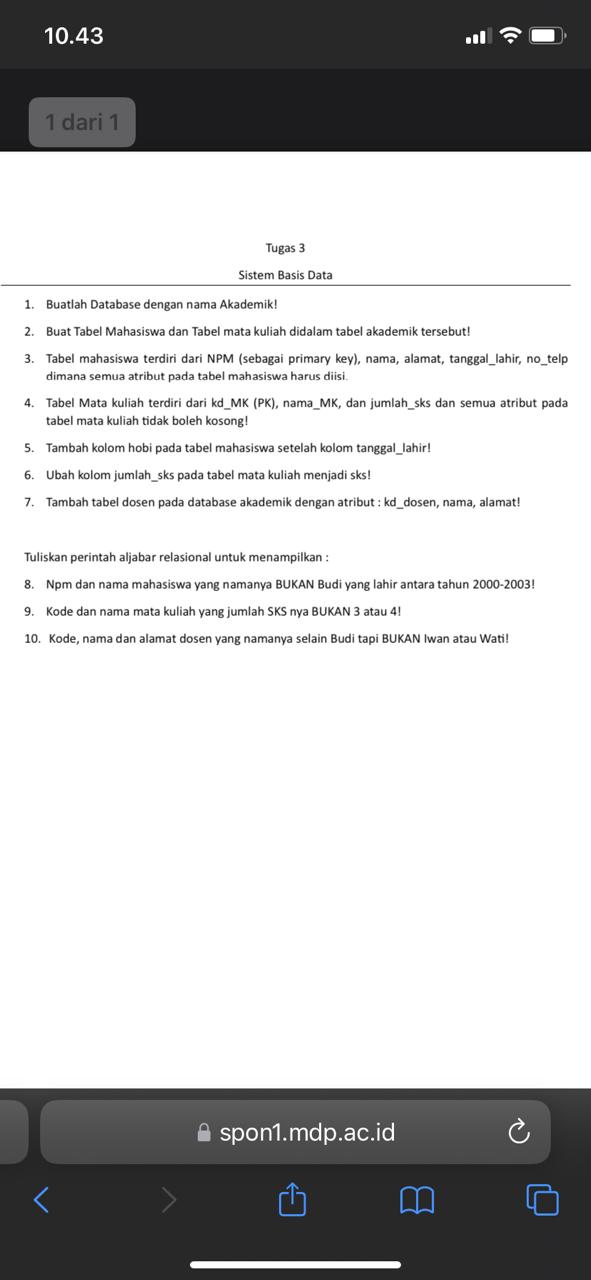 10.43
1 dari 1
Tugas 3
Sistem Basis Data
1. Buatlah Database dengan nama Akademik!
2. Buat Tabel Mahasiswa dan Tabel mata kuliah didalam tabel akademik tersebut!
3. Tabel mahasiswa terdiri dari NPM (sebagai primary key), nama, alamat, tanggal_lahir, no_telp
dimana semua atribut pada tabel mahasiswa harus diisi.
4. Tabel Mata kuliah terdiri dari kd_MK (PK), nama_MK, dan jumlah_sks dan semua atribut pada
tabel mata kuliah tidak boleh kosong!
5. Tambah kolom hobi pada tabel mahasiswa setelah kolom tanggal_lahir!
6. Ubah kolom jumlah_sks pada tabel mata kuliah menjadi sks!
7. Tambah tabel dosen pada database akademik dengan atribut : kd_dosen, nama, alamat!
Tuliskan perintah aljabar relasional untuk menampilkan :
8. Npm dan nama mahasiswa yang namanya BUKAN Budi yang lahir antara tahun 2000-2003!
9. Kode dan nama mata kuliah yang jumlah SKS nya BUKAN 3 atau 4!
10. Kode, nama dan alamat dosen yang namanya selain Budi tapi BUKAN Iwan atau Wati!
spon1.mdp.ac.id